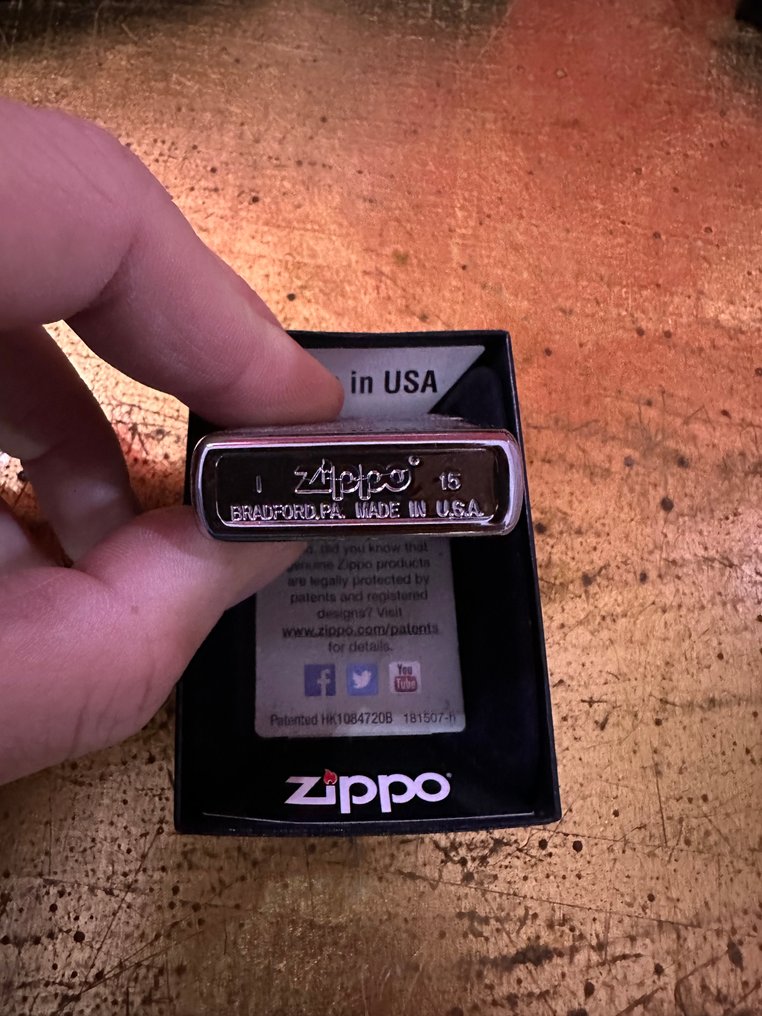 in USA
I Zippo® 15
BRADFORD, PA. MADE IN U.S.A.
did you know that
genuine Zippo products
are legally protected by
patents and registered
designs? Visit
www.zippo.com/patents
for details.
f You Tube
Patented HK1084720B 181507-h
zippo®